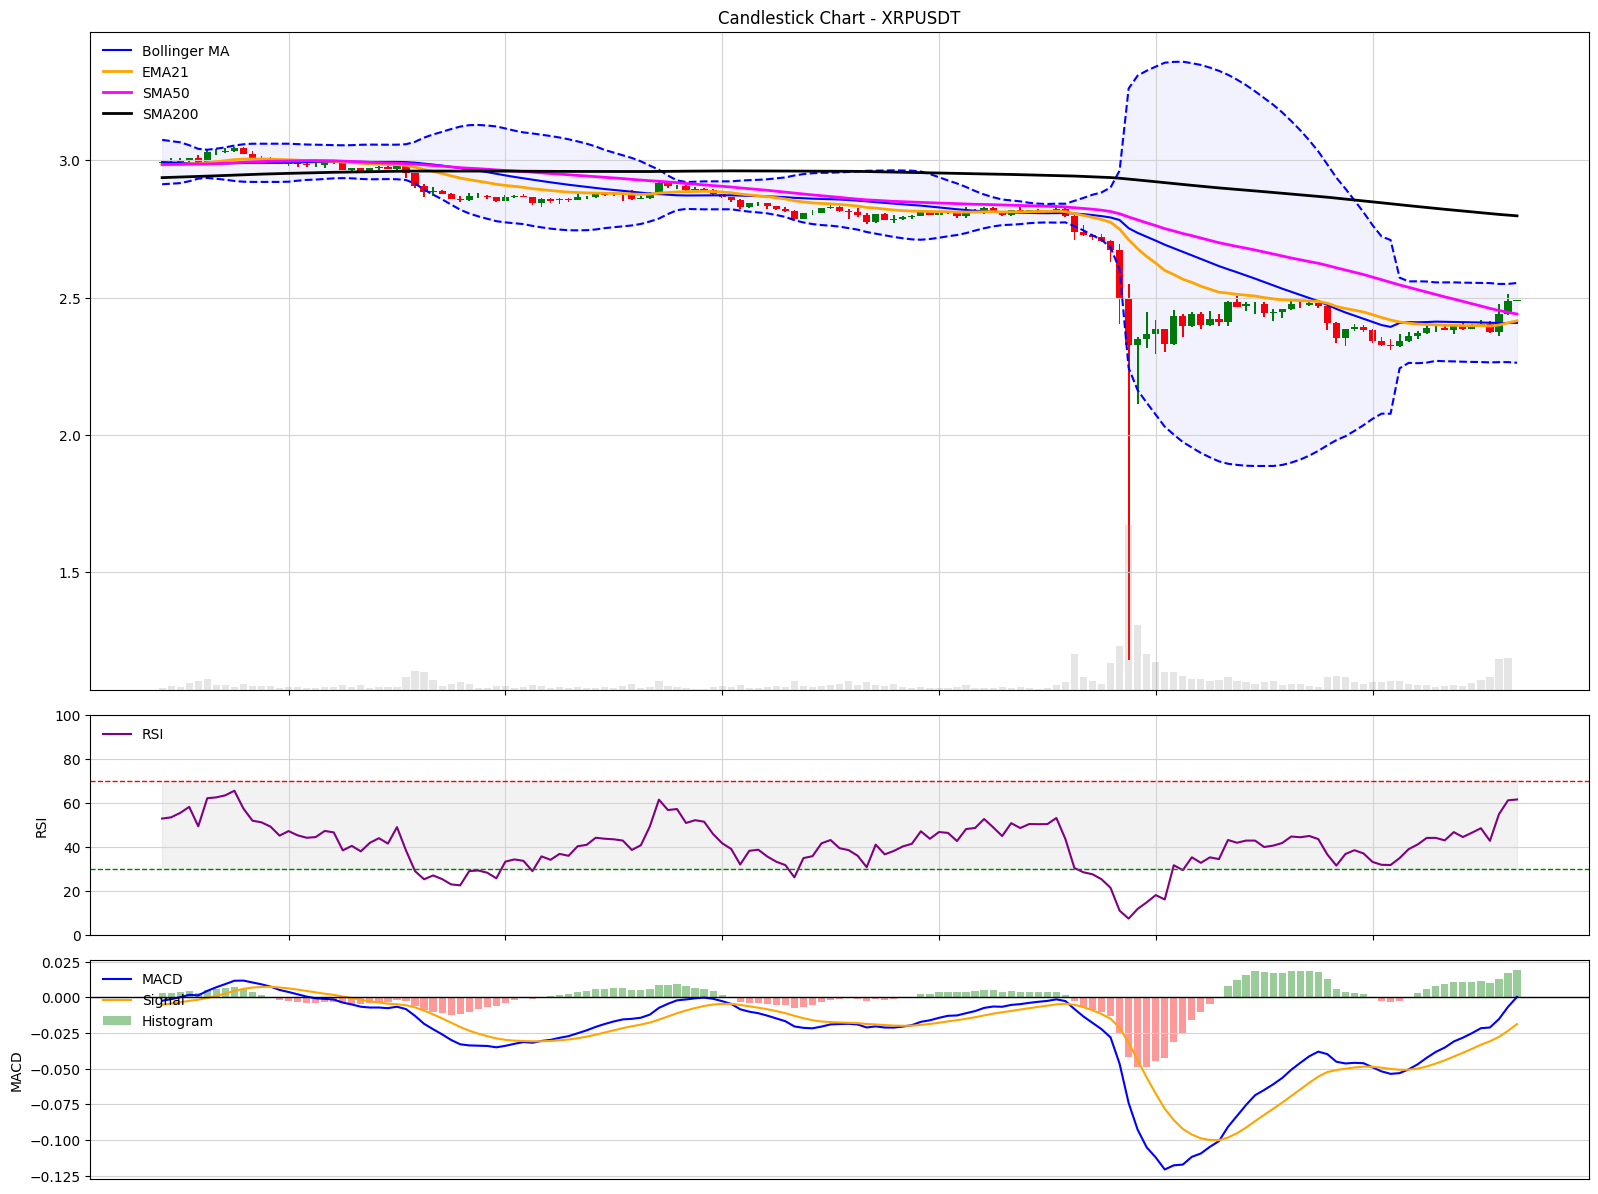 Candlestick Chart - XRPUSDT
Bollinger MA
EMA21
SMA50
SMA200
3.0
2.5
2.0
1.5
100
RSI
80
60
RSI
40
20
0
0.025
MACD
0.000
Signal
Histogram
−0.025
−0.050
MACD
−0.075
−0.100
−0.125